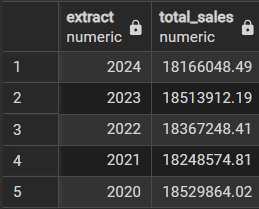 extract total_sales
numeric numeric
1 2024 18166048.49
2 2023 18513912.19
3 2022 18367248.41
4 2021 18248574.81
5 2020 18529864.02